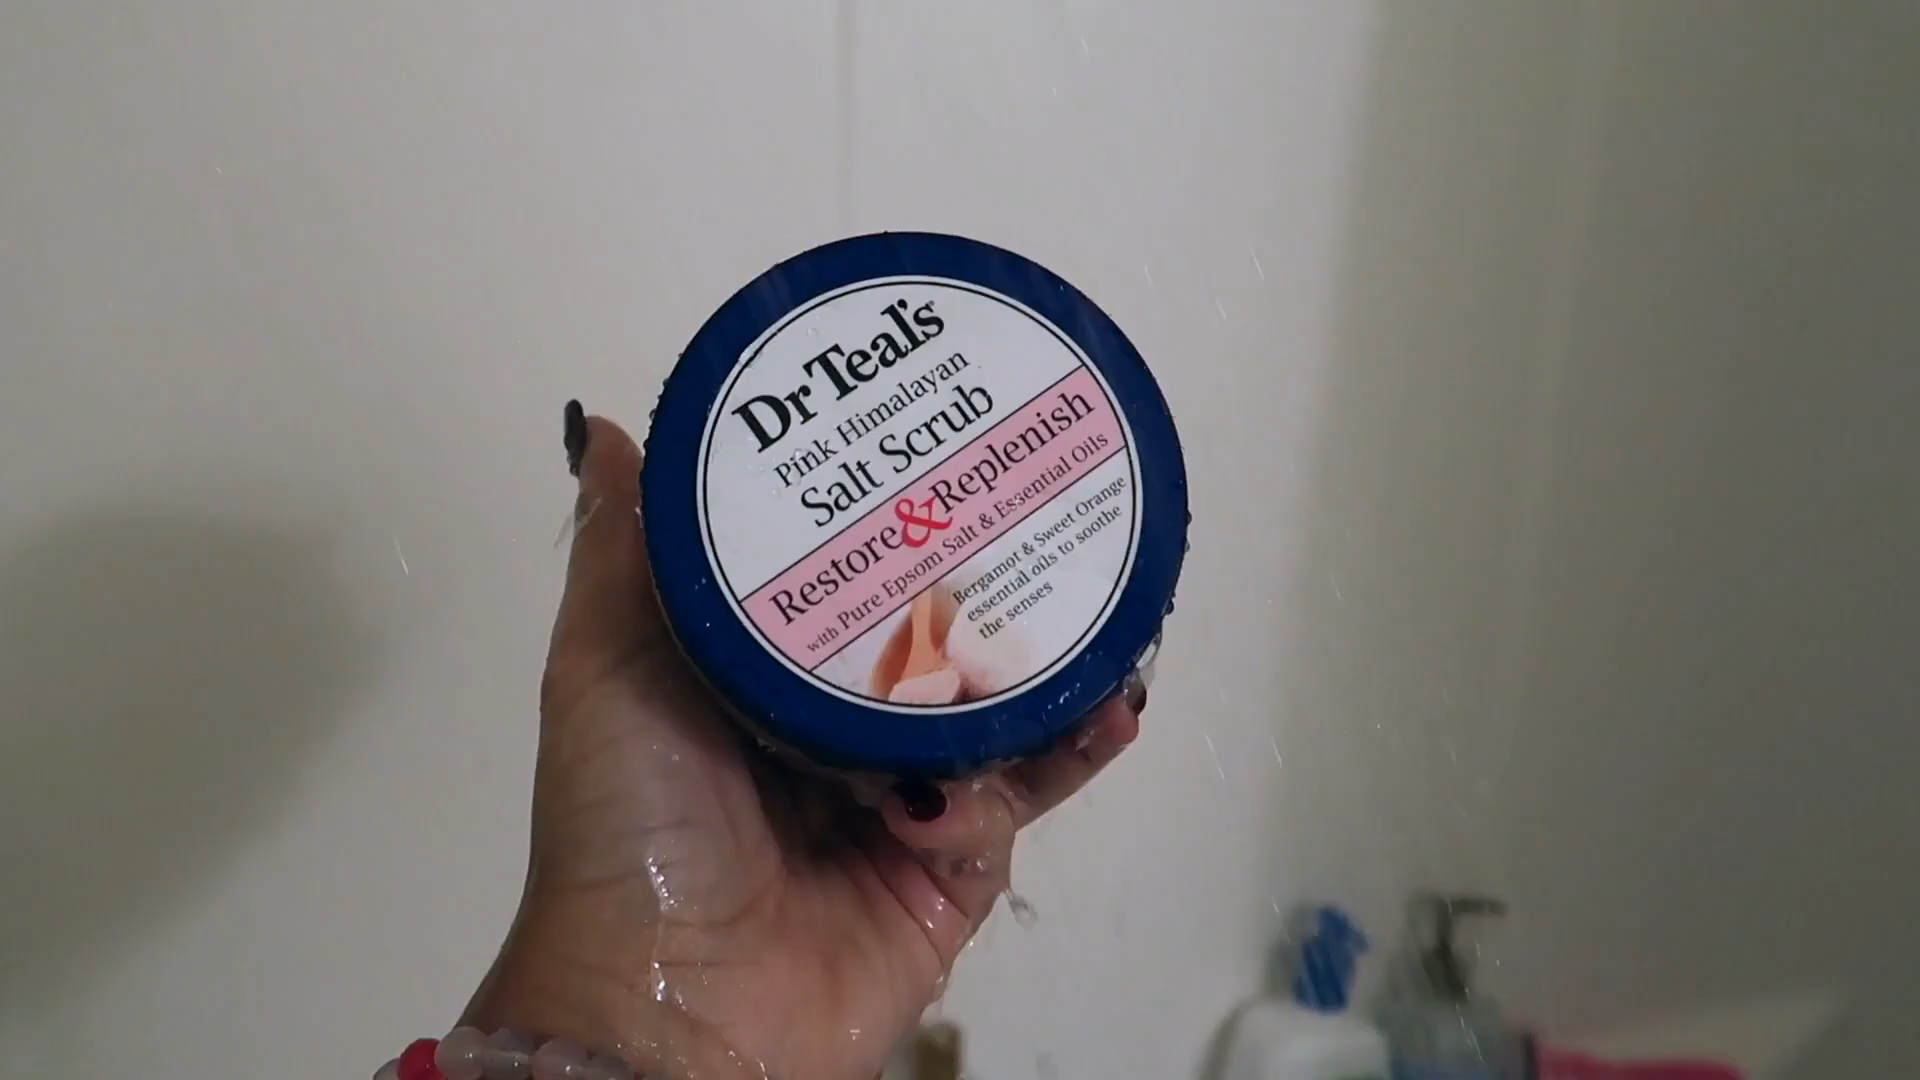 Dr Teal's®
Pink Himalayan
Salt Scrub
Restore & Replenish
with Pure Epsom Salt & Essential Oils
Bergamot & Sweet Orange
essential oils to soothe
the senses